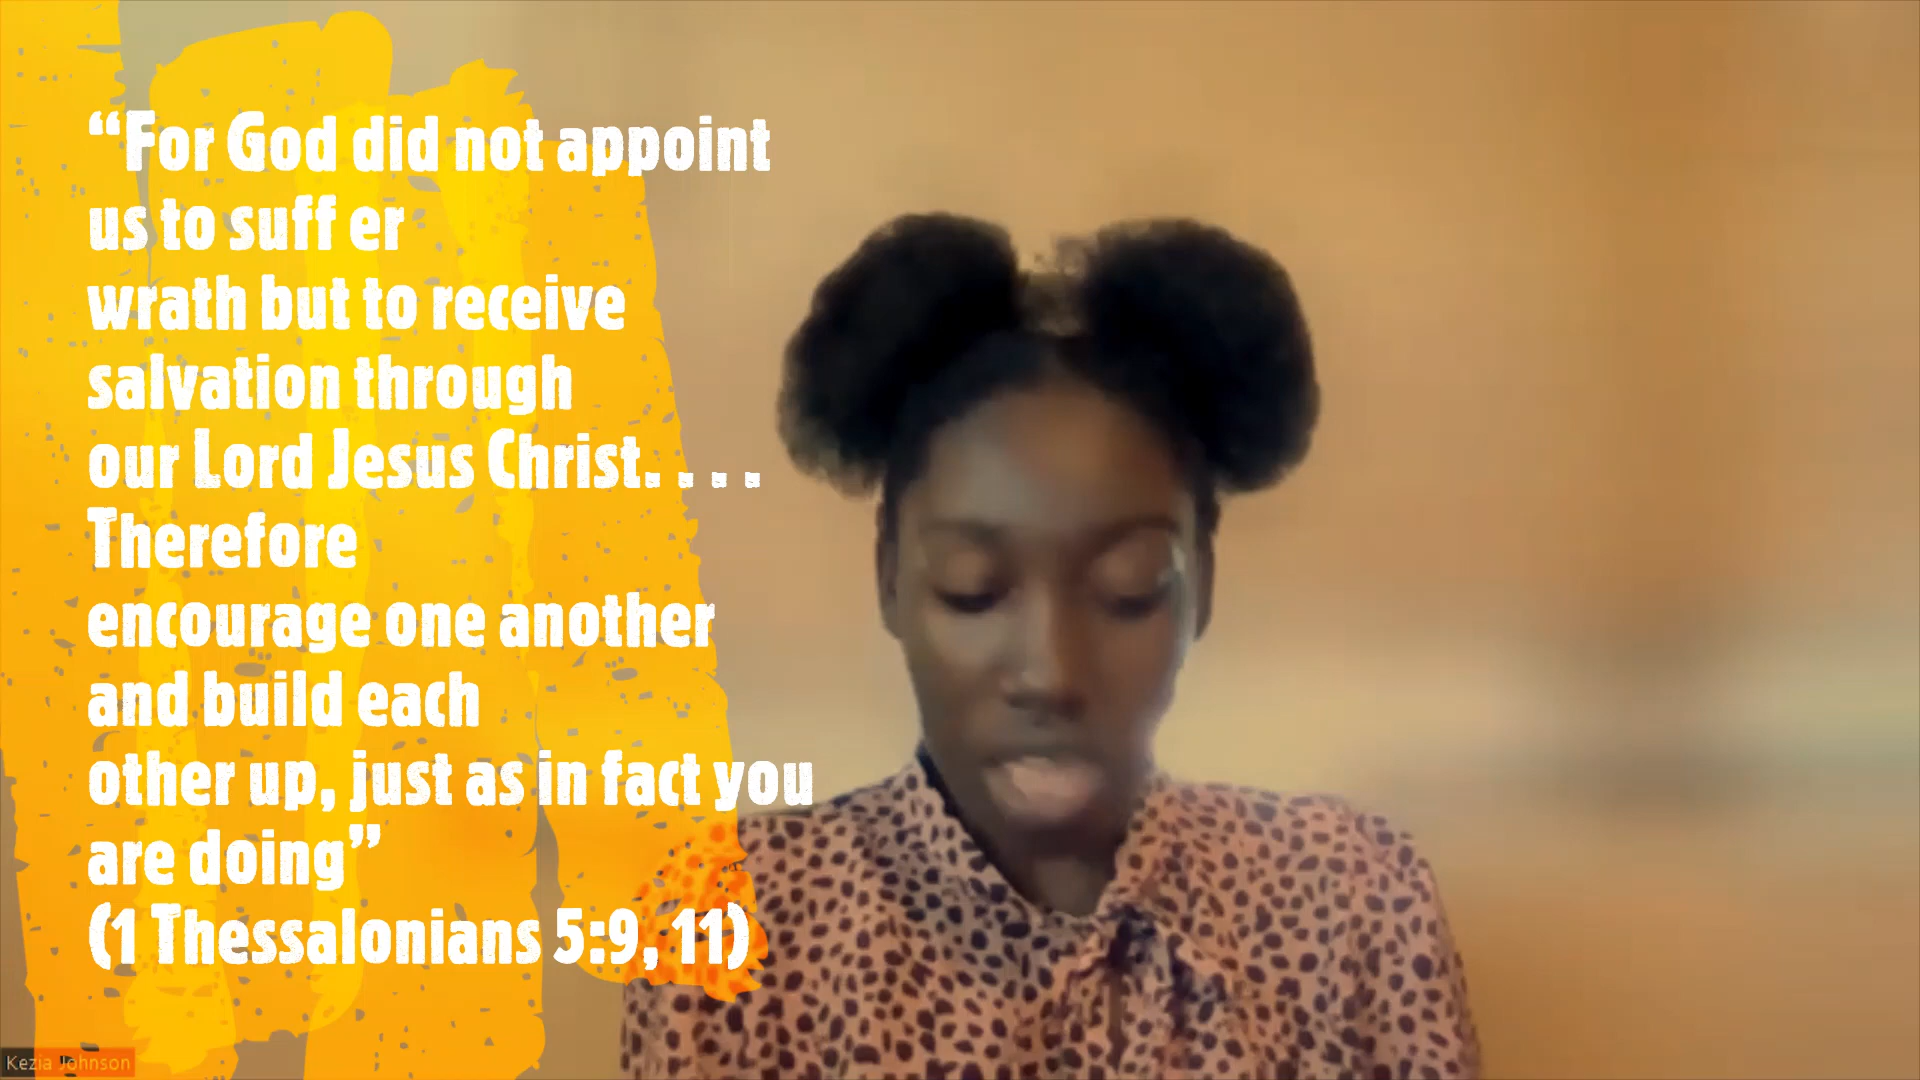 “For God did not appoint
us to suff er
wrath but to receive
salvation through
our Lord Jesus Christ. . . .
Therefore
encourage one another
and build each
other up, just as in fact you
are doing”
(1 Thessalonians 5:9, 11)
Kezia Johnson